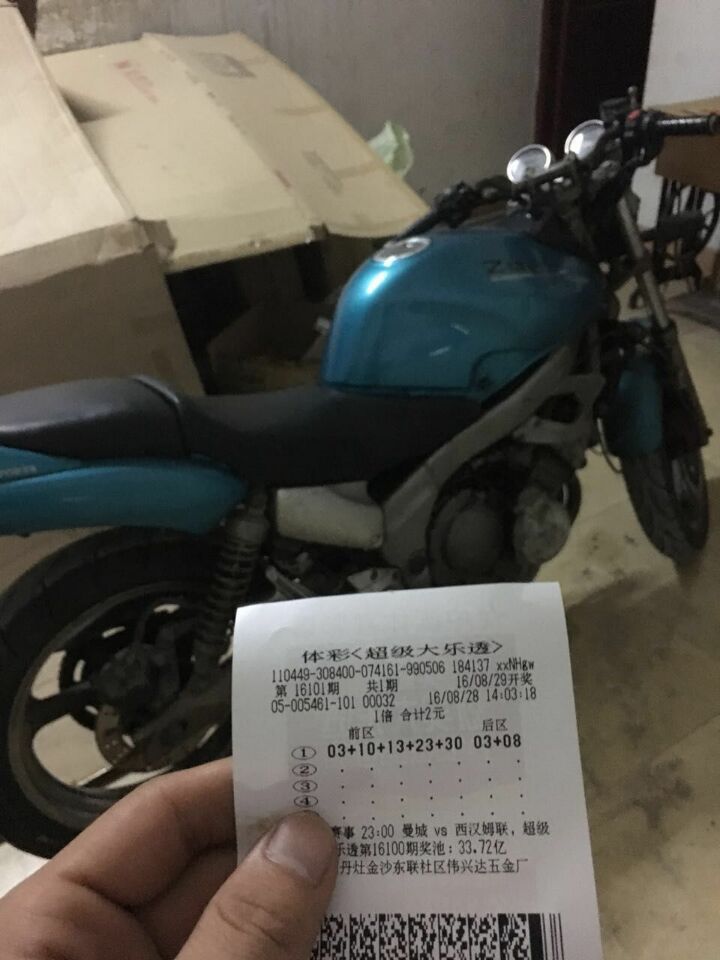 体彩<超级大乐透>
110449-308400-074161-990506 184137 xxNHgw
第 16101期 共1期 16/08/29开奖
05-005461-101 00032 16/08/28 14:03:18
1倍 合计2元
前区 后区
① 03+10+13+23+30 03+08
②
③
④
赛事 23:00 曼城 vs 西汉姆联, 超级
乐透第16100期奖池: 33.72亿
丹灶金沙东联社区伟兴达五金厂